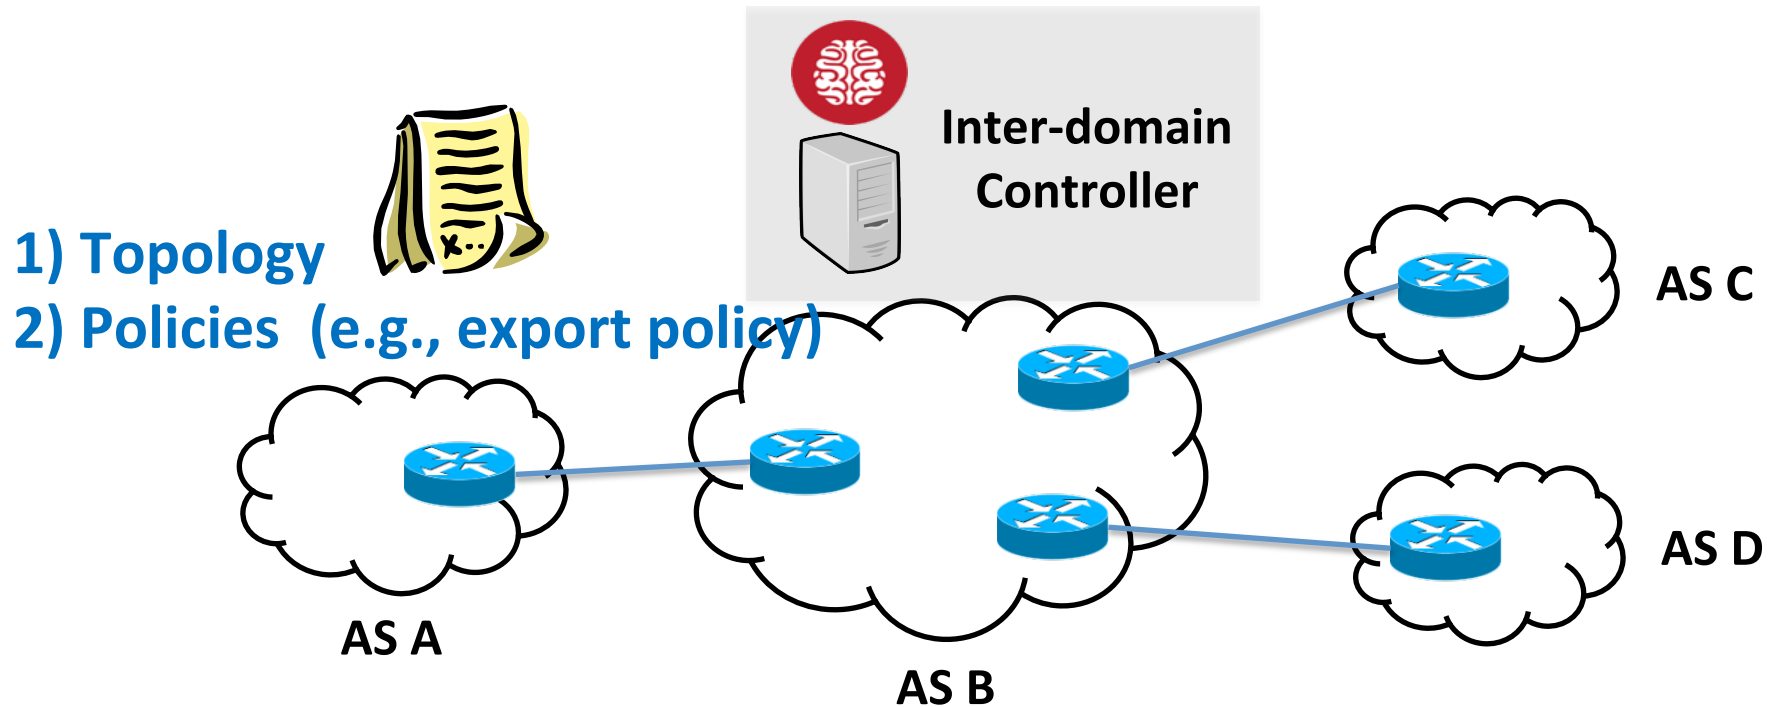 Inter-domain
Controller
1) Topology
2) Policies (e.g., export policy)
AS C
AS A
AS B
AS D